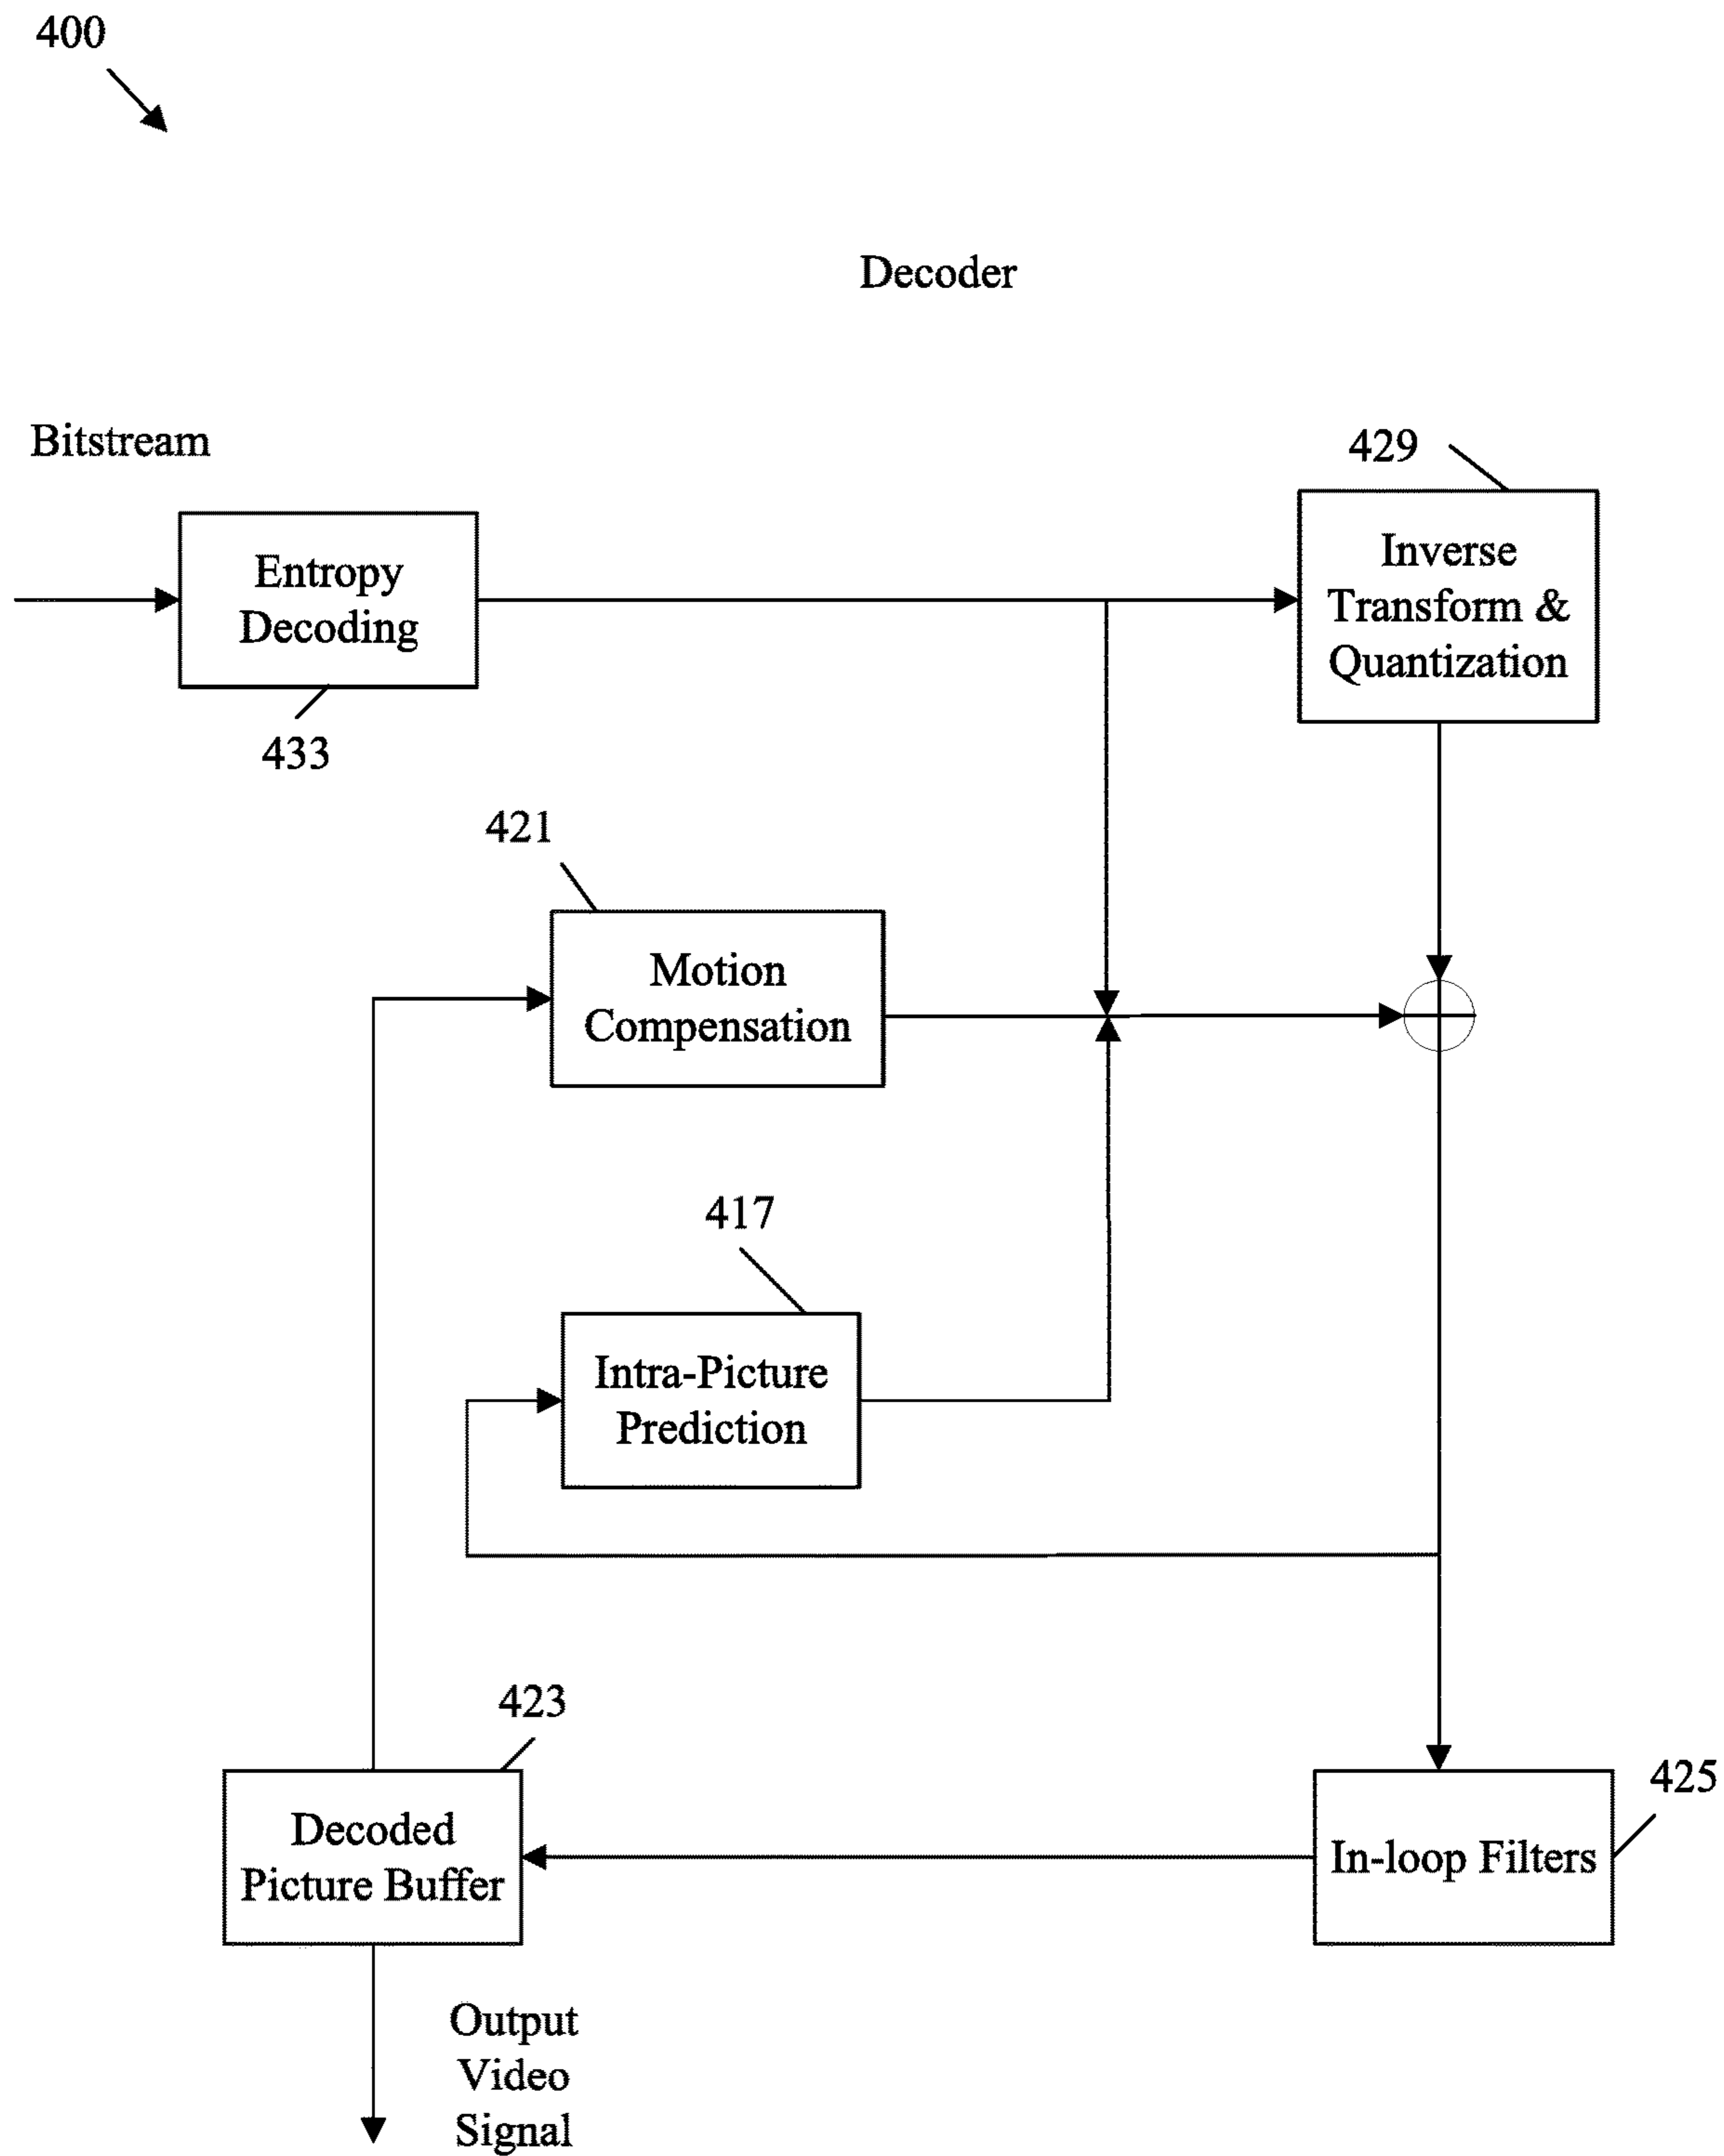 400
Decoder
Bitstream
429
Entropy
Decoding
Inverse
Transform &
Quantization
433
421
Motion
Compensation
417
Intra-Picture
Prediction
423
Decoded
Picture Buffer
425
In-loop Filters
Output
Video
Signal